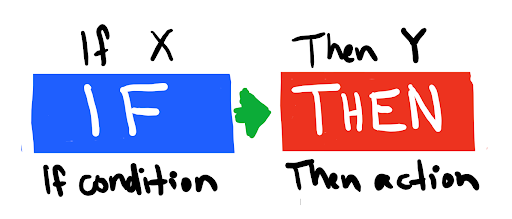 If X Then Y
IF THEN
If condition Then action